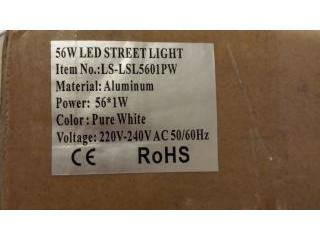 56W LED STREET LIGHT
Item No.:LS-LSL5601PW
Material: Aluminum
Power: 56*1W
Color : Pure White
Voltage: 220V-240V AC 50/60Hz
CE RoHS